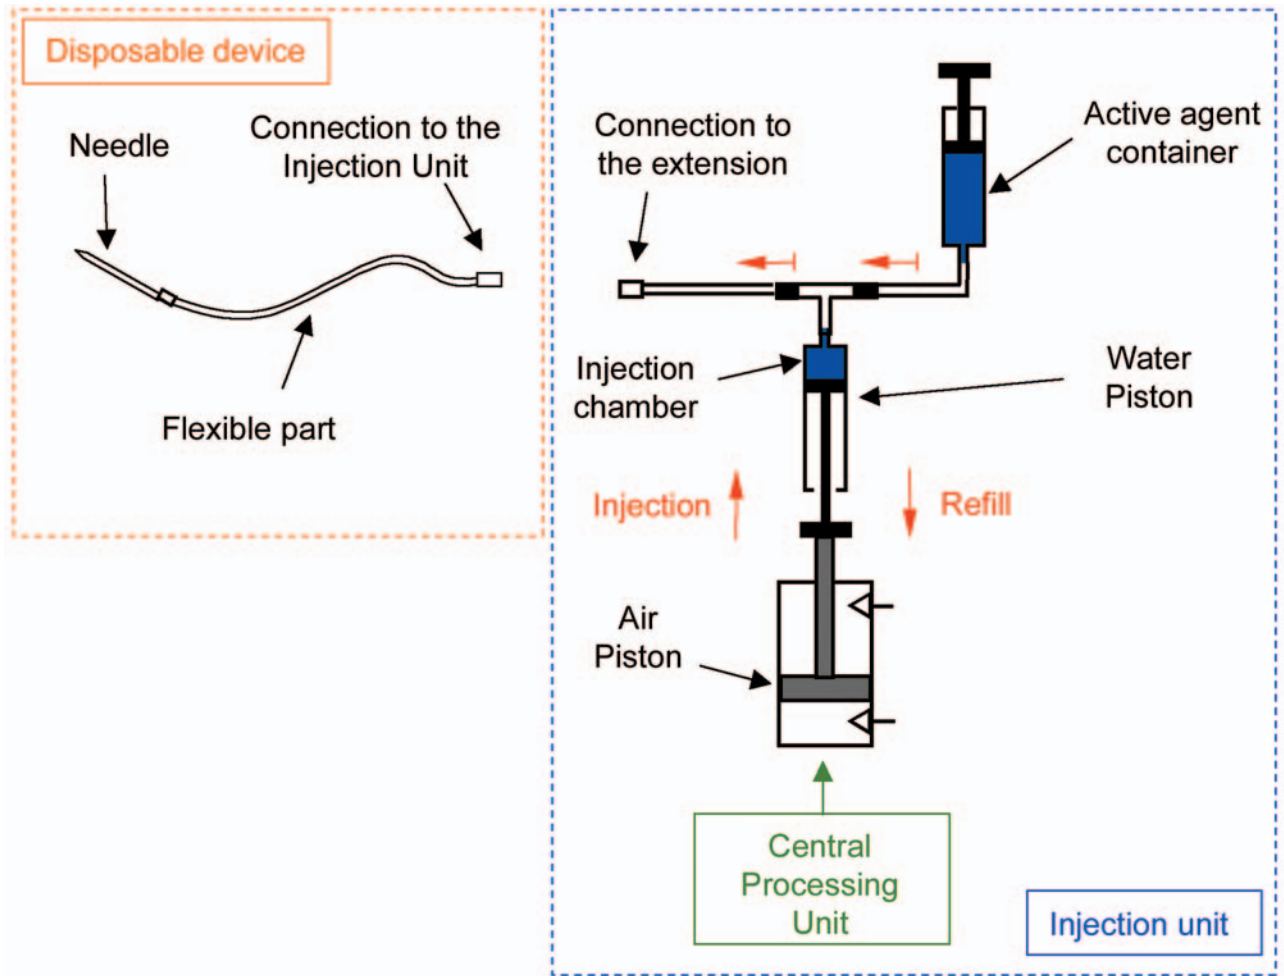 Disposable device
Needle
Connection to the
Injection Unit
Flexible part
Connection to
the extension
Active agent
container
Injection
chamber
Water
Piston
Injection
Refill
Air
Piston
Central
Processing
Unit
Injection unit